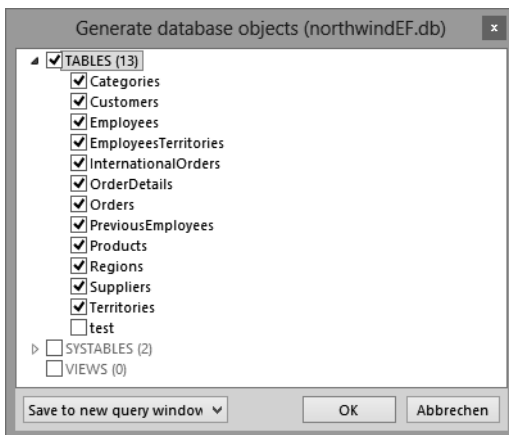 Generate database objects (northwindEF.db)
x
TABLES (13)
Categories
Customers
Employees
EmployeesTerritories
InternationalOrders
OrderDetails
Orders
PreviousEmployees
Products
Regions
Suppliers
Territories
test
SYSTABLES (2)
VIEWS (0)
Save to new query window OK Abbrechen